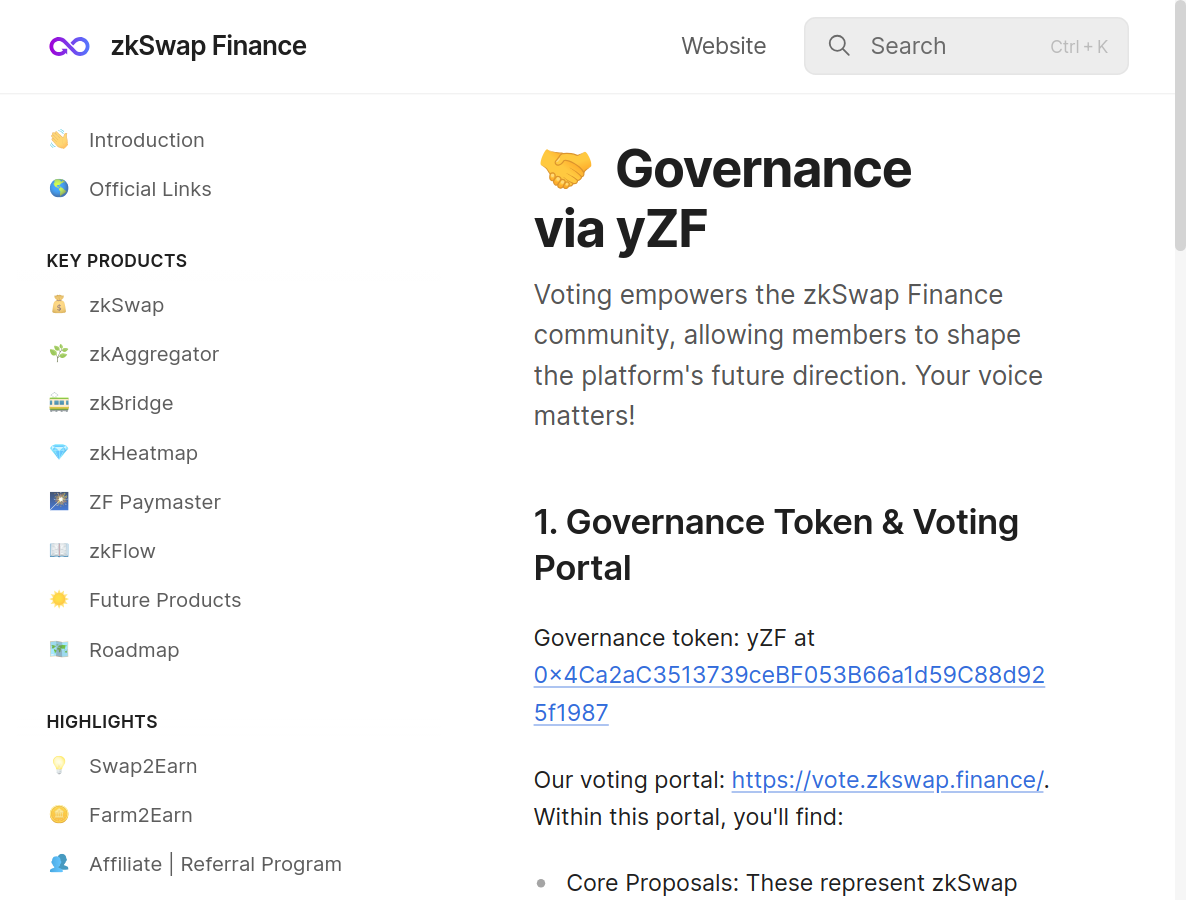 zkSwap Finance
Website
Search
Ctrl + K
Introduction
Official Links
KEY PRODUCTS
zkSwap
zkAggregator
zkBridge
zkHeatmap
ZF Paymaster
zkFlow
Future Products
Roadmap
HIGHLIGHTS
Swap2Earn
Farm2Earn
Affiliate | Referral Program
Governance
via yZF
Voting empowers the zkSwap Finance
community, allowing members to shape
the platform's future direction. Your voice
matters!
1. Governance Token & Voting
Portal
Governance token: yZF at
0x4Ca2aC3513739ceBF053B66a1d59C88d92
5f1987
Our voting portal: https://vote.zkswap.finance/.
Within this portal, you'll find:
Core Proposals: These represent zkSwap